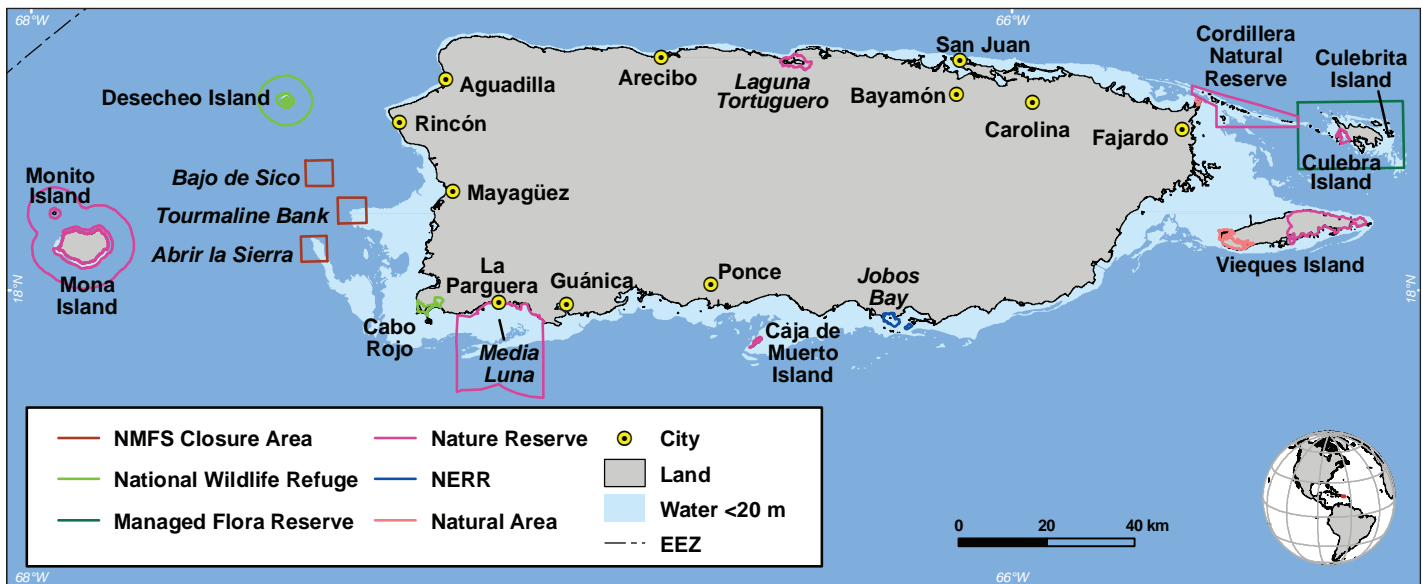 68°W
66°W
San Juan
Cordillera
Natural
Reserve
Culebrita
Island
Arecibo
Laguna
Tortuguero
Aguadilla
Desecheo Island
Bayamón
Carolina
Rincón
Fajardo
Culebra
Island
Monito
Island
Bajo de Sico
Mayagüez
Tourmaline Bank
Abrir la Sierra
Mona
Island
La
Parguera
Guánica
Ponce
Jobos
Bay
Vieques Island
18°N
18°N
Cabo
Rojo
Media
Luna
Caja de
Muerto
Island
NMFS Closure Area
National Wildlife Refuge
Managed Flora Reserve
Nature Reserve
NERR
Natural Area
City
Land
Water <20 m
EEZ
0 20 40 km
68°W
66°W